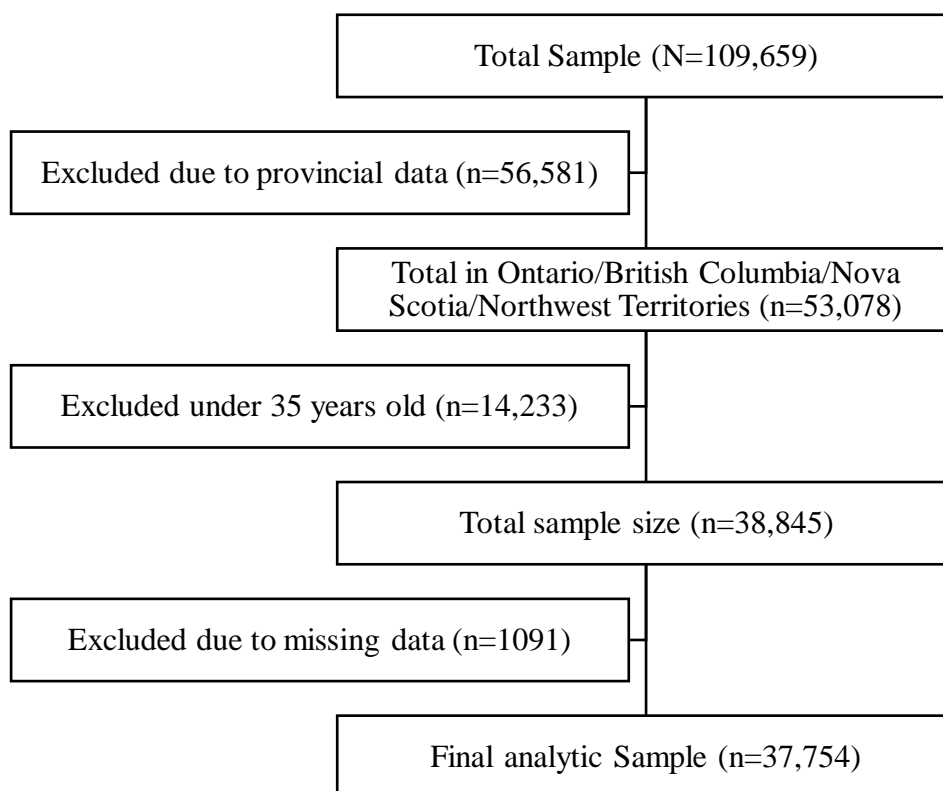 Total Sample (N=109,659)
Excluded due to provincial data (n=56,581)
Total in Ontario/British Columbia/Nova
Scotia/Northwest Territories (n=53,078)
Excluded under 35 years old (n=14,233)
Total sample size (n=38,845)
Excluded due to missing data (n=1091)
Final analytic Sample (n=37,754)